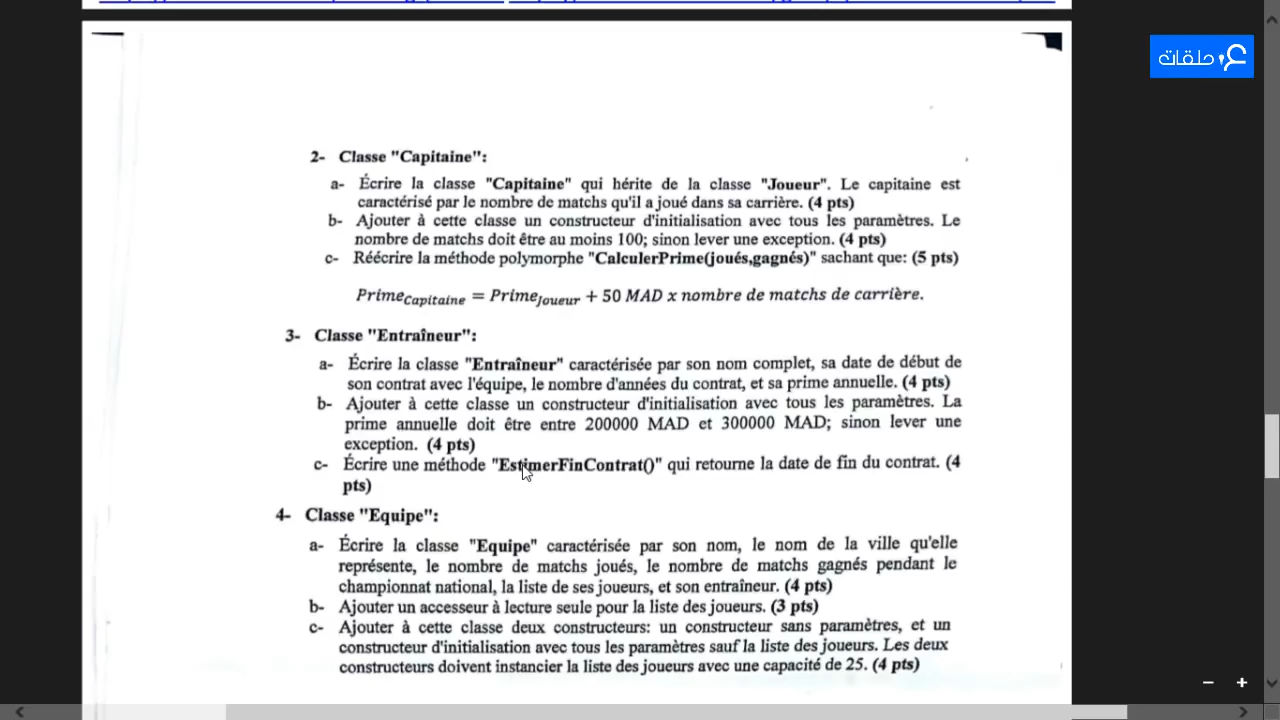 حلقات
2- Classe "Capitaine":
a- Écrire la classe "Capitaine" qui hérite de la classe "Joueur". Le capitaine est
caractérisé par le nombre de matchs qu'il a joué dans sa carrière. (4 pts)
b- Ajouter à cette classe un constructeur d'initialisation avec tous les paramètres. Le
nombre de matchs doit être au moins 100; sinon lever une exception. (4 pts)
c- Réécrire la méthode polymorphe "CalculerPrime(joués,gagnés)" sachant que: (5 pts)
Prime_Capitaine = Prime_Joueur + 50 MAD x nombre de matchs de carrière.
3- Classe "Entraîneur":
a- Écrire la classe "Entraîneur" caractérisée par son nom complet, sa date de début de
son contrat avec l'équipe, le nombre d'années du contrat, et sa prime annuelle. (4 pts)
b- Ajouter à cette classe un constructeur d'initialisation avec tous les paramètres. La
prime annuelle doit être entre 200000 MAD et 300000 MAD; sinon lever une
exception. (4 pts)
c- Écrire une méthode "EstimerFinContrat()" qui retourne la date de fin du contrat. (4
pts)
4- Classe "Equipe":
a- Écrire la classe "Equipe" caractérisée par son nom, le nom de la ville qu'elle
représente, le nombre de matchs joués, le nombre de matchs gagnés pendant le
championnat national, la liste de ses joueurs, et son entraîneur. (4 pts)
b- Ajouter un accesseur à lecture seule pour la liste des joueurs. (3 pts)
c- Ajouter à cette classe deux constructeurs: un constructeur sans paramètres, et un
constructeur d'initialisation avec tous les paramètres sauf la liste des joueurs. Les deux
constructeurs doivent instancier la liste des joueurs avec une capacité de 25. (4 pts)